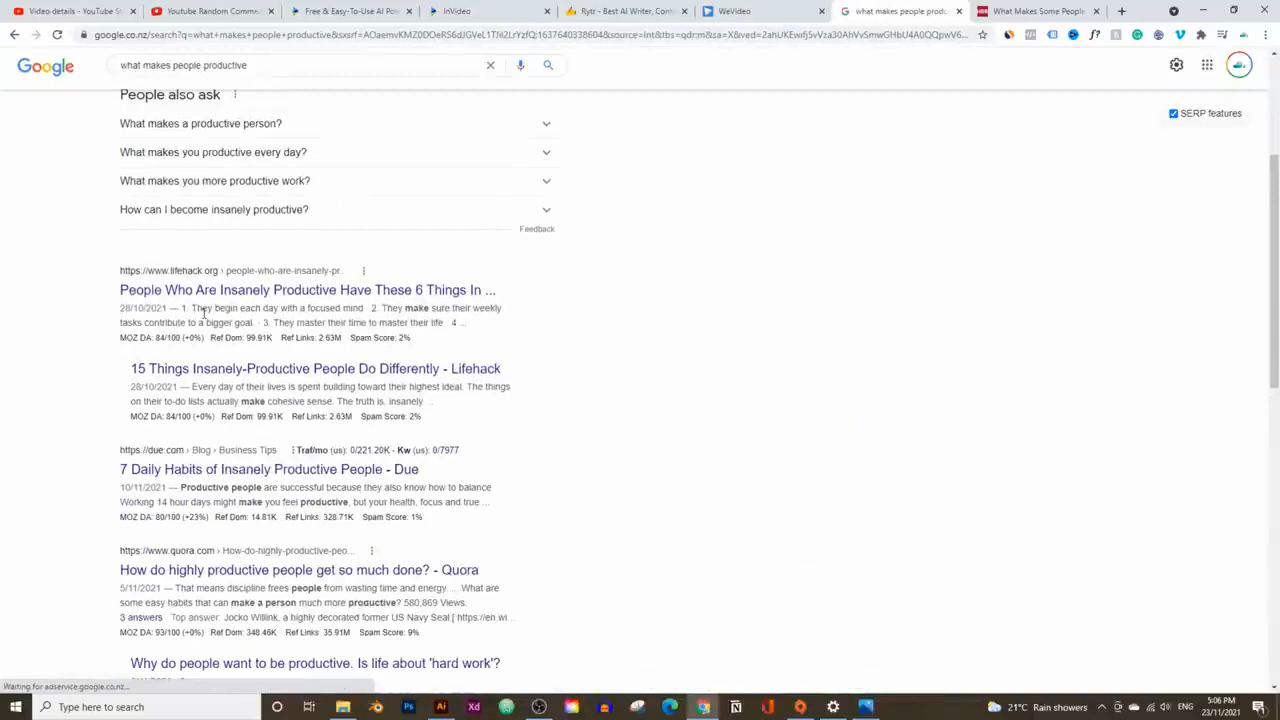 Video details - YouTube St
Youtube Random Commen
Free & Easy-To-Use AI Po
InVideo
Rytr - Best AI Writer, Cont
WeVideo
what makes people produ
What Makes Some People
google.co.nz/search?q=what+makes+people+productive&sxsrf=
Google
what makes people productive
People also ask
SERP features
What makes a productive person?
What makes you productive every day?
What makes you more productive work?
How can I become insanely productive?
Feedback
https://www.lifehack.org › people-who-are-insanely-pr..
People Who Are Insanely Productive Have These 6 Things In ...
28/10/2021 — 1. They begin each day with a focused mind · 2. They make sure their weekly
tasks contribute to a bigger goal. · 3. They master their time to master their life · 4 ...
MOZ DA: 84/100 (+0%) Ref Dom: 99.91K Ref Links: 2.63M Spam Score: 2%
15 Things Insanely-Productive People Do Differently - Lifehack
28/10/2021 — Every day of their lives is spent building toward their highest ideal. The things
on their to-do lists actually make cohesive sense. The truth is, insanely ...
MOZ DA: 84/100 (+0%) Ref Dom: 99.91K Ref Links: 2.63M Spam Score: 2%
https://due.com › Blog › Business Tips Traf/mo (us): 0/221.20K - Kw (us): 0/7977
7 Daily Habits of Insanely Productive People - Due
10/11/2021 — Productive people are successful because they also know how to balance
Working 14 hour days might make you feel productive, but your health, focus and true ...
MOZ DA: 80/100 (+23%) Ref Dom: 14.81K Ref Links: 328.71K Spam Score: 1%
https://www.quora.com › How-do-highly-productive-peo...
How do highly productive people get so much done? - Quora
5/11/2021 — That means discipline frees people from wasting time and energy. ... What are
some easy habits that can make a person much more productive? 580,869 Views.
3 answers Top answer: Jocko Willink, a highly decorated former US Navy Seal [ https://en.wi...
MOZ DA: 93/100 (+0%) Ref Dom: 348.46K Ref Links: 35.91M Spam Score: 9%
Why do people want to be productive. Is life about 'hard work'?
Waiting for adservice.google.co.nz...
Type here to search
21°C Rain showers
5:06 PM
23/11/2021